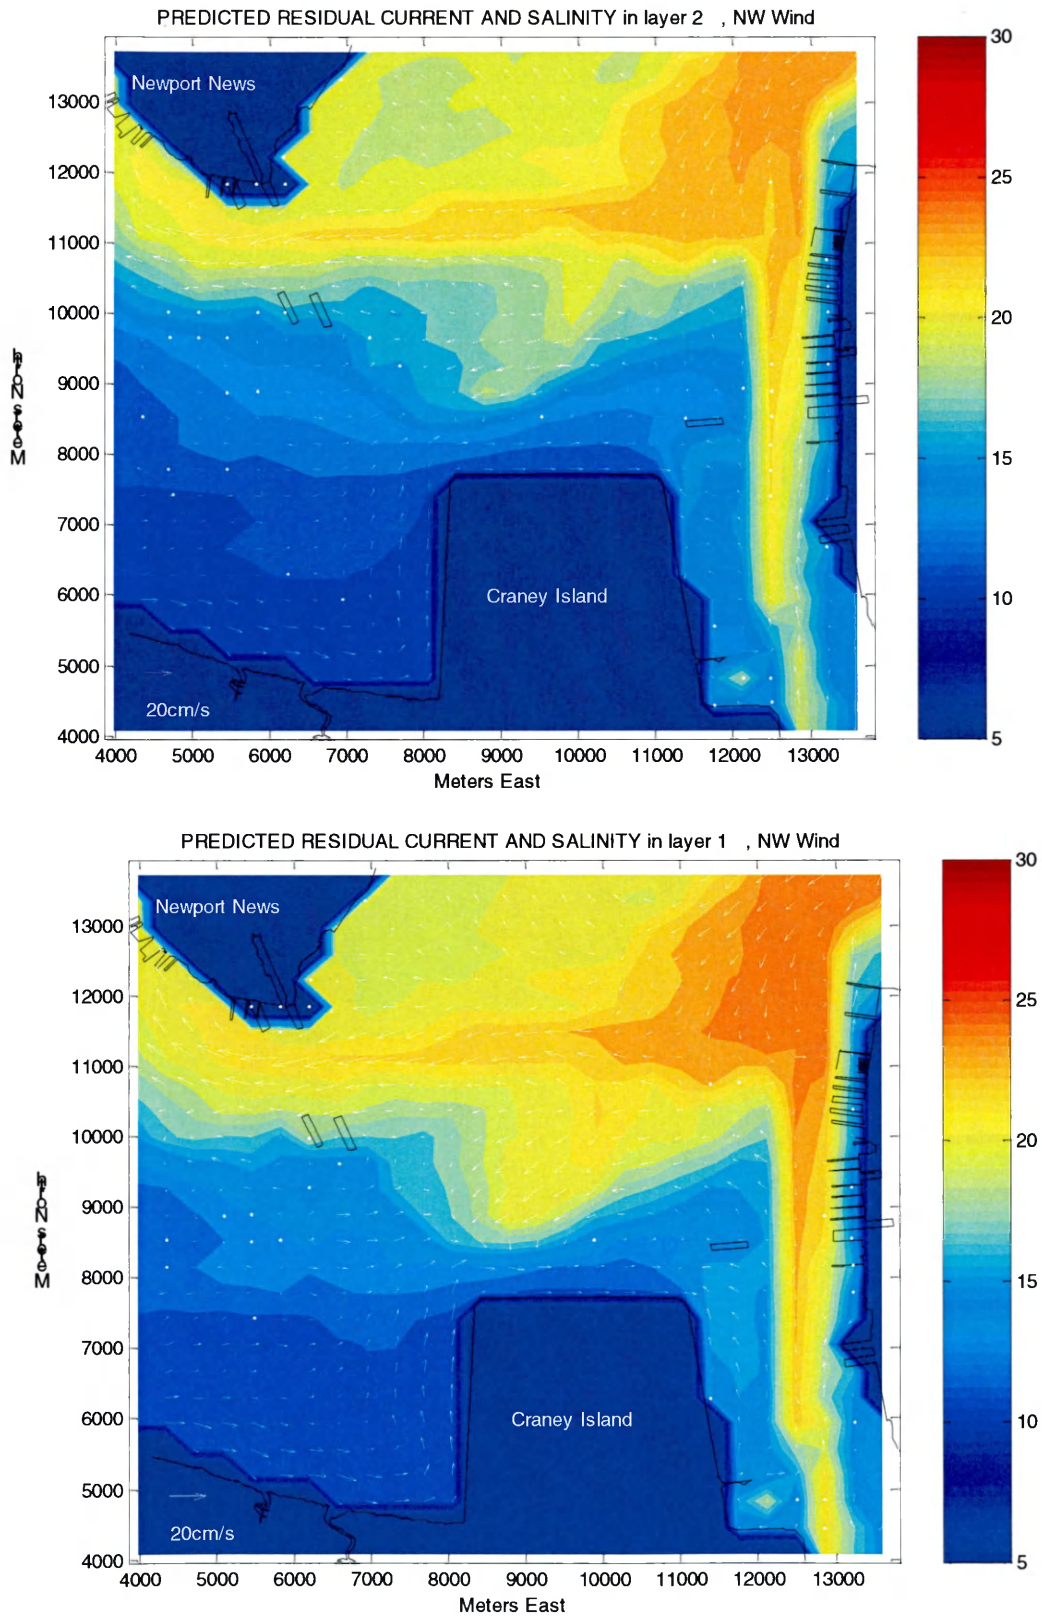 PREDICTED RESIDUAL CURRENT AND SALINITY in layer 2 , NW Wind
30
25
20
15
10
5
Newport News
13000
12000
11000
10000
9000
8000
7000
6000
5000
4000
Craney Island
20cm/s
4000 5000 6000 7000 8000 9000 10000 11000 12000 13000
Meters East
PREDICTED RESIDUAL CURRENT AND SALINITY in layer 1 , NW Wind
30
25
20
15
10
5
Newport News
13000
12000
11000
10000
9000
8000
7000
6000
5000
4000
Craney Island
20cm/s
4000 5000 6000 7000 8000 9000 10000 11000 12000 13000
Meters East